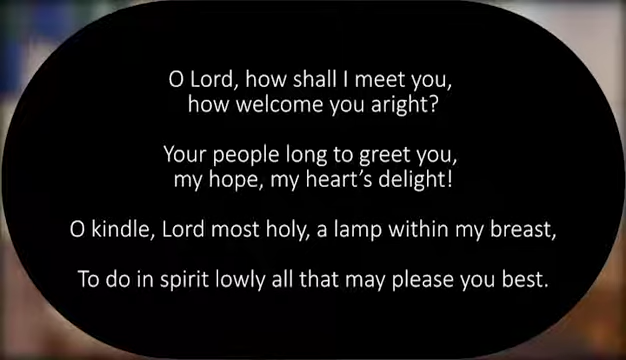 O Lord, how shall I meet you,
how welcome you aright?
Your people long to greet you,
my hope, my heart’s delight!
O kindle, Lord most holy, a lamp within my breast,
To do in spirit lowly all that may please you best.